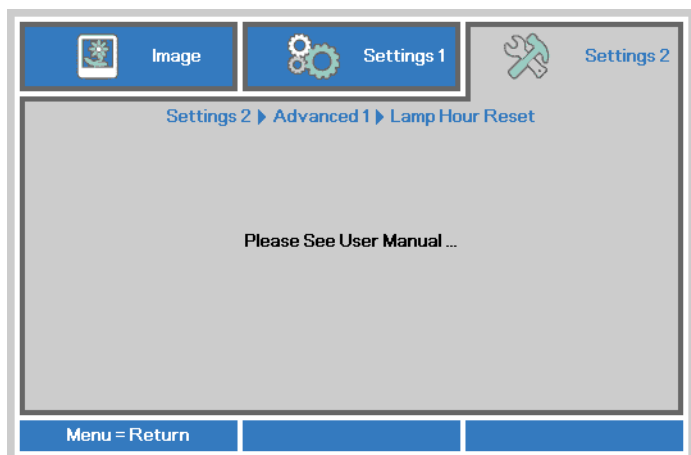 Image
Settings 1
Settings 2
Settings 2 ▶ Advanced 1 ▶ Lamp Hour Reset
Please See User Manual ...
Menu = Return